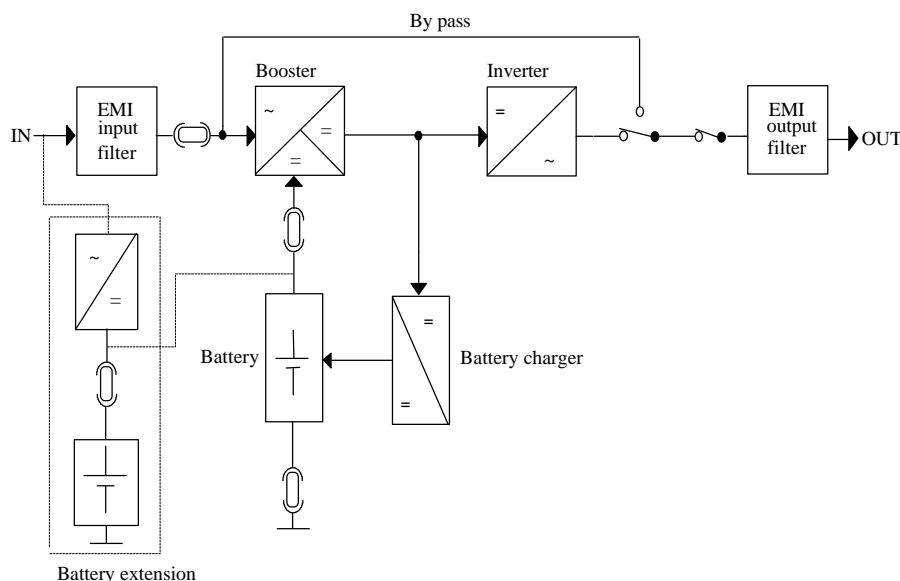 By pass
Booster
Inverter
IN
EMI
input
filter
~
=
=
=
~
EMI
output
filter
OUT
~
=
Battery
=
=
Battery charger
Battery extension